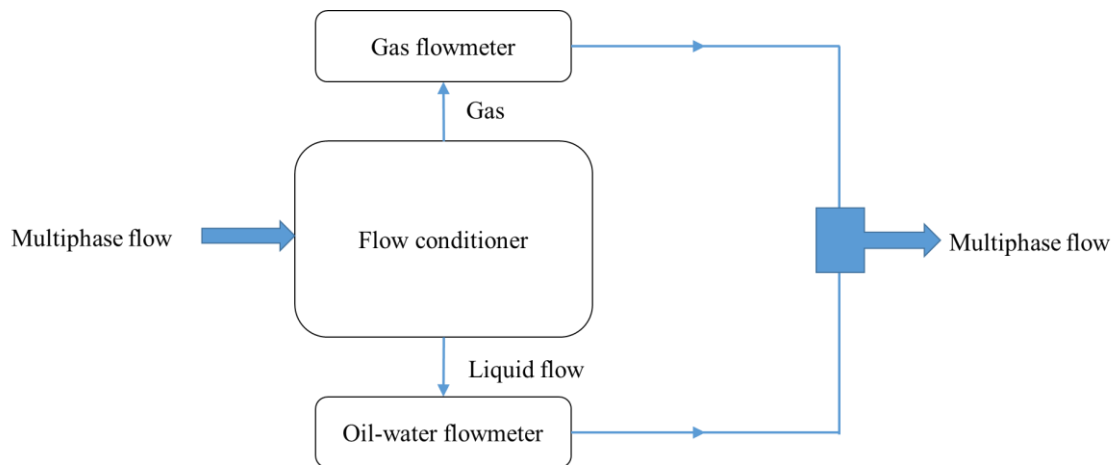 Gas flowmeter
Gas
Multiphase flow
Flow conditioner
Multiphase flow
Liquid flow
Oil-water flowmeter